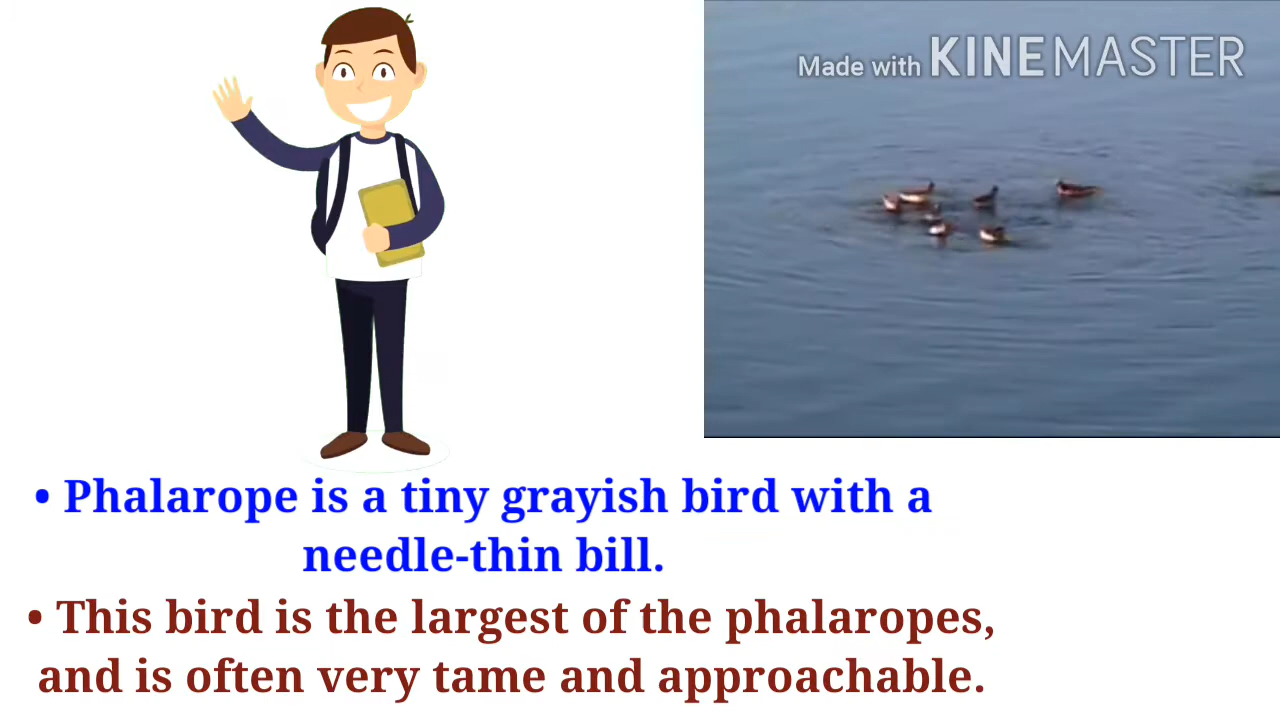 Made with KINEMASTER
• Phalarope is a tiny grayish bird with a
needle-thin bill.
• This bird is the largest of the phalaropes,
and is often very tame and approachable.